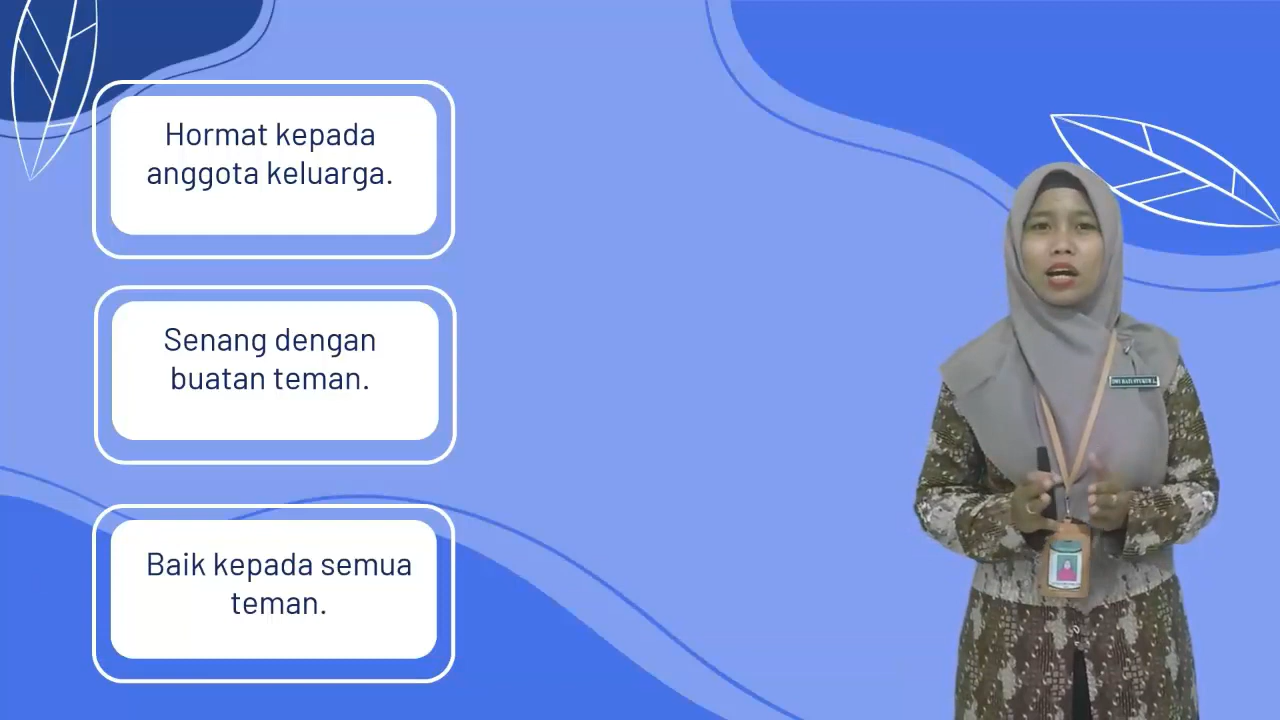 Hormat kepada
anggota keluarga.
Senang dengan
buatan teman.
Baik kepada semua
teman.